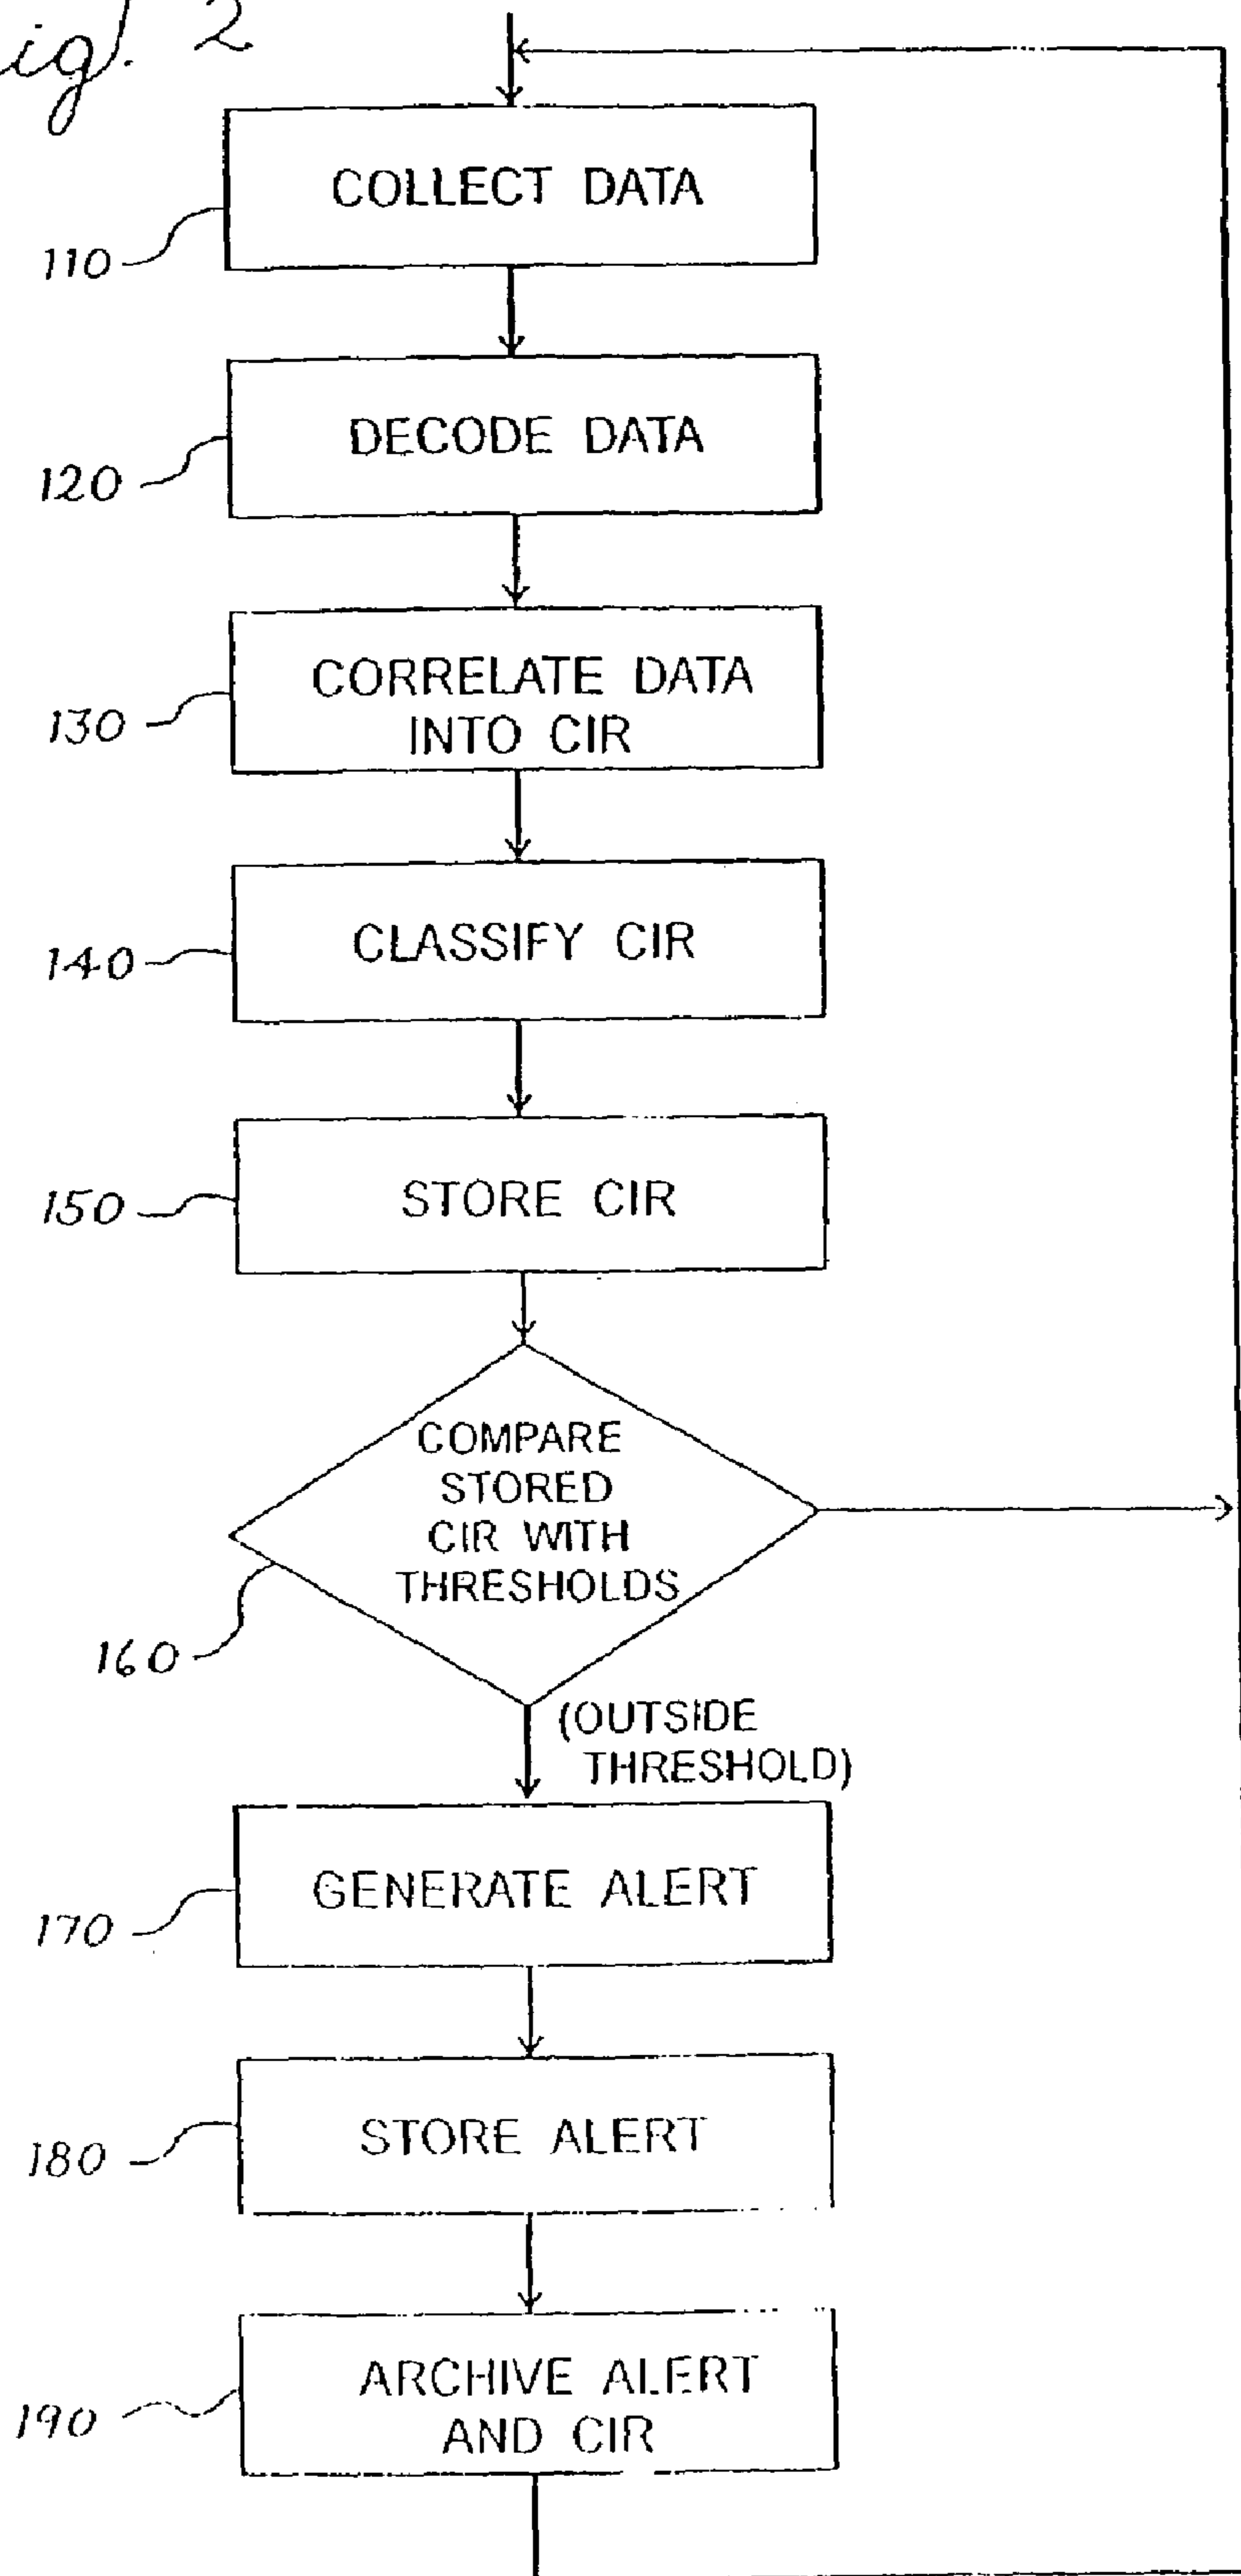 ig. 2
COLLECT DATA
110
DECODE DATA
120
CORRELATE DATA
INTO CIR
130
CLASSIFY CIR
140
STORE CIR
150
COMPARE
STORED
CIR WITH
THRESHOLDS
160
(OUTSIDE
THRESHOLD)
GENERATE ALERT
170
STORE ALERT
180
ARCHIVE ALERT
AND CIR
190